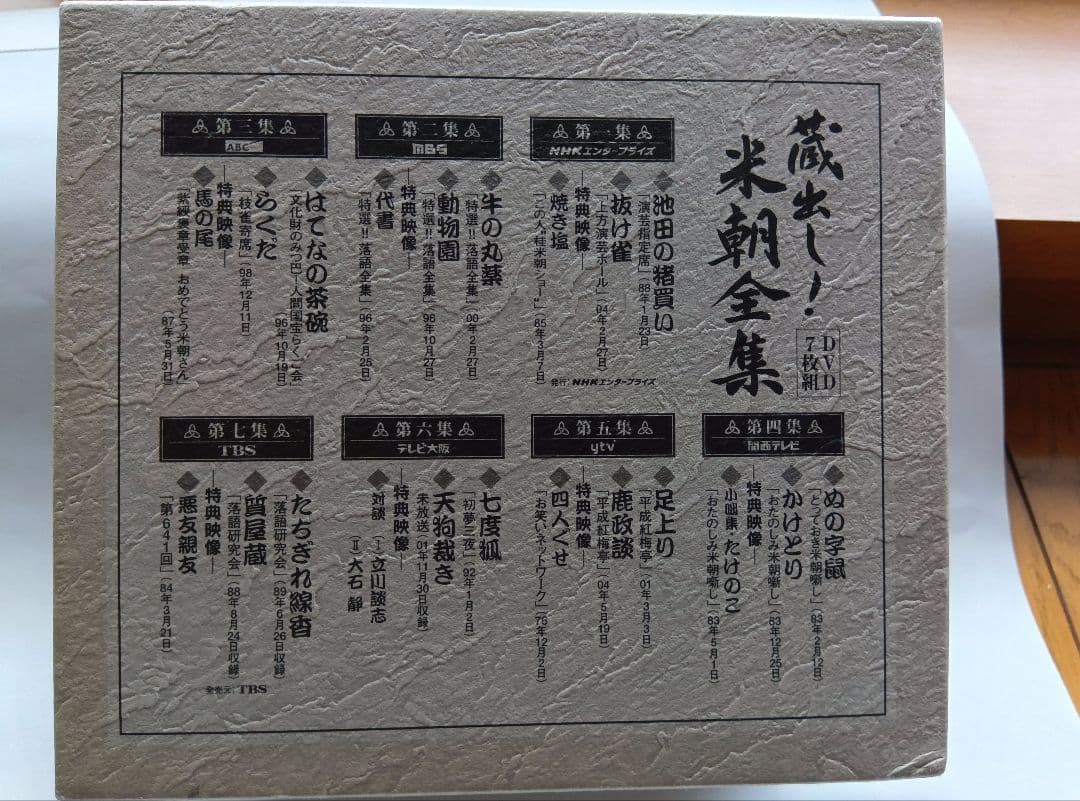 蔵出し!
米朝全集
DVD
7枚組
第一集
NHKエンタープライズ
池田の猪買い
「演芸指定席」(88年1月23日)
抜け雀
「上方演芸ホール」(04年2月27日)
―特典映像―
焼き塩
「この人桂米朝ショー」(85年3月7日)
発行:NHKエンタープライズ
第二集
MBS
牛の丸薬
「特選!!落語全集」(00年2月27日)
動物園
「特選!!落語全集」(96年10月27日)
―特典映像―
代書
「特選!!落語全集」(96年2月25日)
第三集
ABC
はてなの茶碗
「文化財のみつ巴―人間国宝らくご会」
(96年10月19日)
らくだ
「枝雀寄席」(98年12月11日)
―特典映像―
馬の尾
「紫綬褒章受章 おめでとう米朝さん」
(87年5月31日)
第四集
関西テレビ
ぬの字鼠
「とっておき米朝噺し」(83年2月12日)
かけとり
「おたのしみ米朝噺し」(83年12月25日)
―特典映像―
小咄集・たけのこ
「おたのしみ米朝噺し」(83年5月1日)
第五集
ytv
足上り
「平成紅梅亭」(01年3月3日)
鹿政談
「平成紅梅亭」(04年5月19日)
―特典映像―
四人ぐせ
「お笑いネットワーク」(79年12月2日)
第六集
テレビ大阪
七度狐
「初夢三夜」(92年1月2日)
天狗裁き
未放送(01年11月30日収録)
―特典映像―
対談 (I)立川談志
(II)大石 静
第七集
TBS
たちぎれ線香
「落語研究会」(89年6月26日収録)
質屋蔵
「落語研究会」(88年8月24日収録)
―特典映像―
悪友親友
「第641回」(84年3月21日)
発売元:TBS